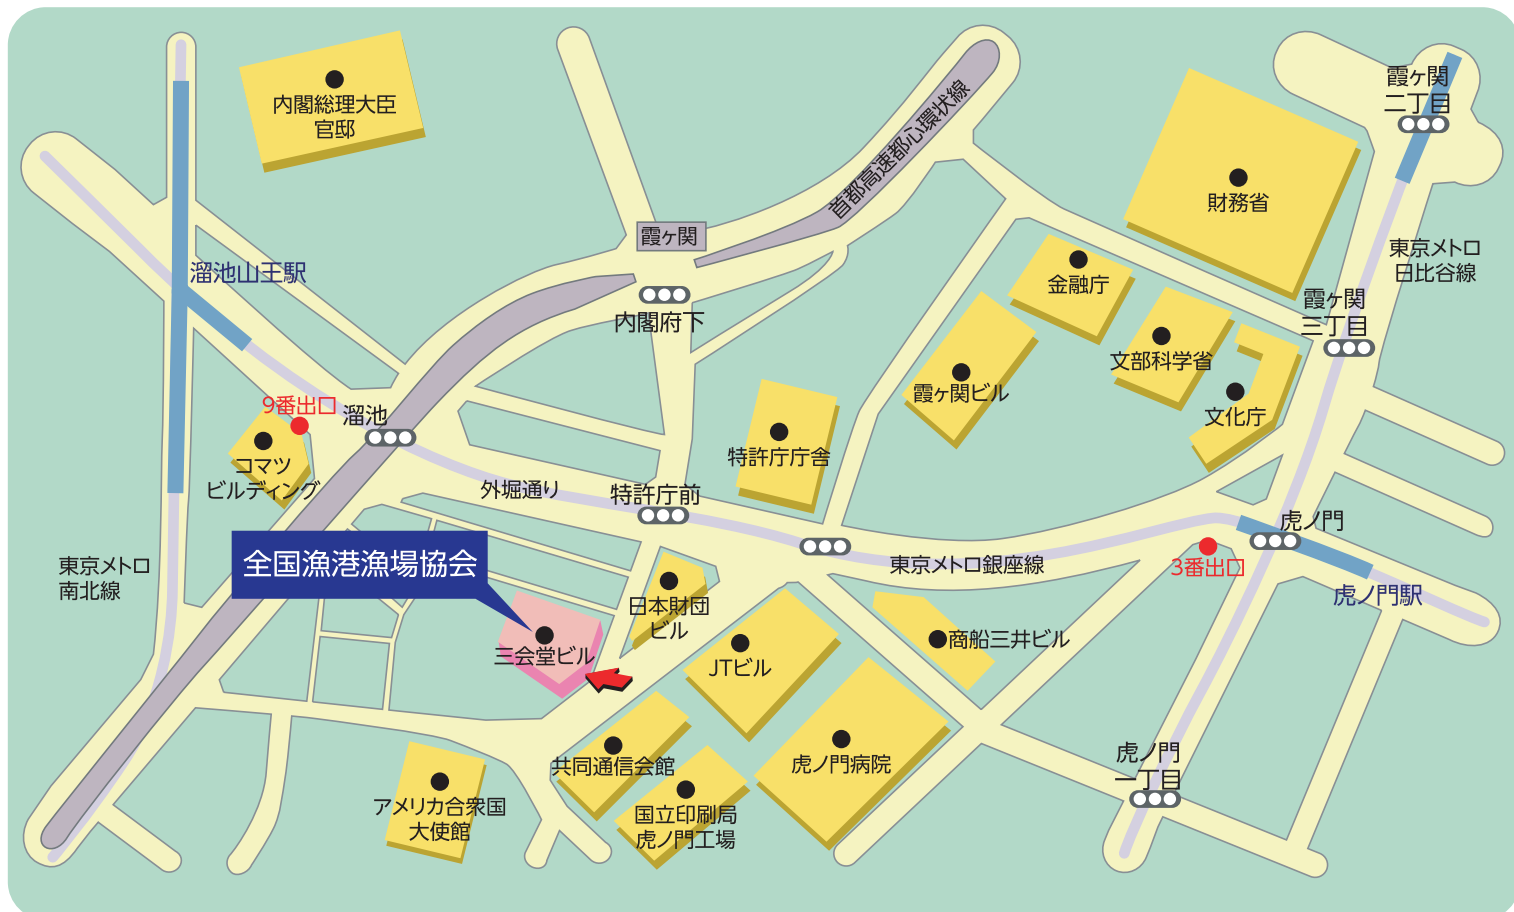 内閣総理大臣
官邸
首都高速都心環状線
霞ヶ関
二丁目
財務省
霞ヶ関
東京メトロ
日比谷線
溜池山王駅
金融庁
霞ヶ関
三丁目
内閣府下
文部科学省
霞ヶ関ビル
文化庁
9番出口
溜池
特許庁庁舎
コマツ
ビルディング
外堀通り
特許庁前
虎ノ門
全国漁港漁場協会
東京メトロ
南北線
東京メトロ銀座線
3番出口
虎ノ門駅
日本財団
ビル
三会堂ビル
JTビル
商船三井ビル
共同通信会館
虎ノ門病院
虎ノ門
一丁目
アメリカ合衆国
大使館
国立印刷局
虎ノ門工場